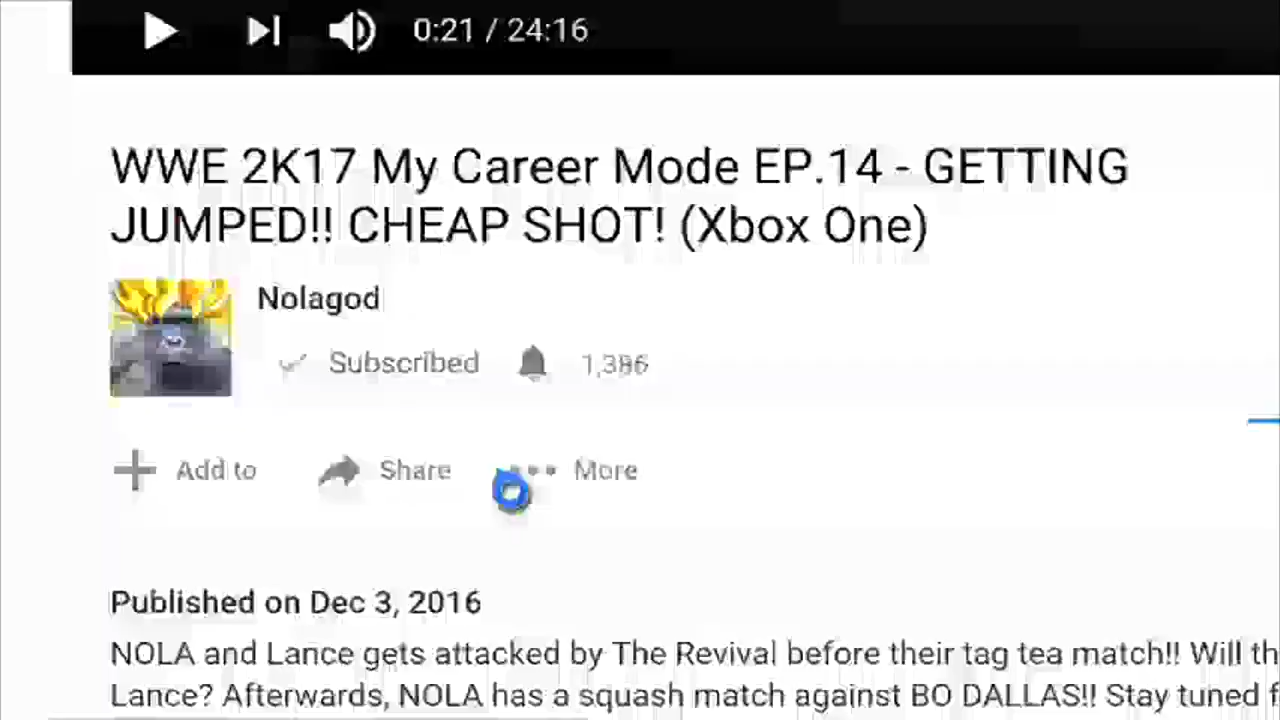 0:21 / 24:16
WWE 2K17 My Career Mode EP.14 - GETTING
JUMPED!! CHEAP SHOT! (Xbox One)
Nolagod
Subscribed 1,386
Add to Share More
Published on Dec 3, 2016
NOLA and Lance gets attacked by The Revival before their tag tea match!! Will th
Lance? Afterwards, NOLA has a squash match against BO DALLAS!! Stay tuned f